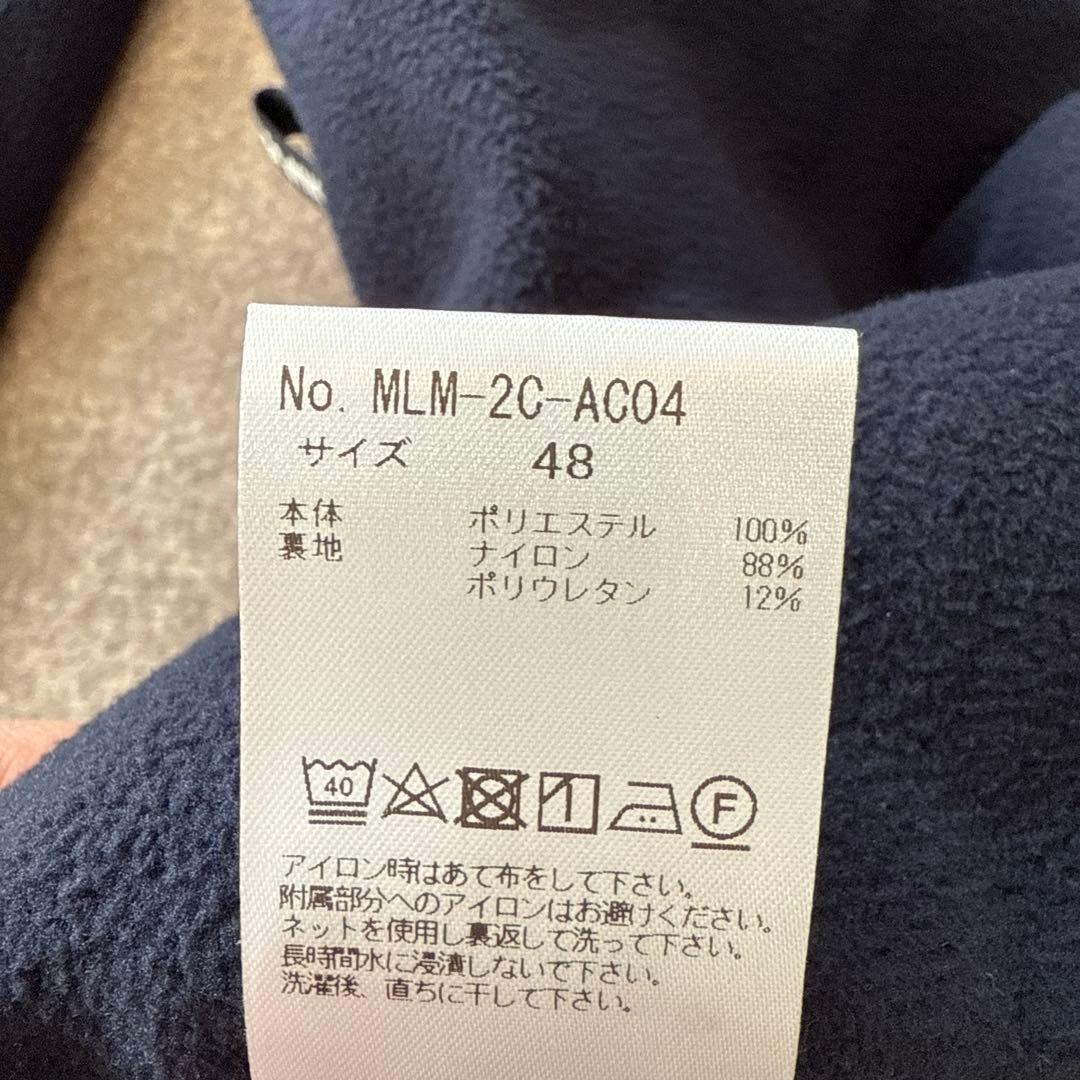 No. MLM-2C-AC04
サイズ 48
本体 ポリエステル 100%
裏地 ナイロン 88%
ポリウレタン 12%
40 F
アイロン時はあて布をして下さい。
附属部分へのアイロンはお避けください。
ネットを使用し裏返して洗って下さい。
長時間水に浸漬しないで下さい。
洗濯後、直ちに干して下さい。